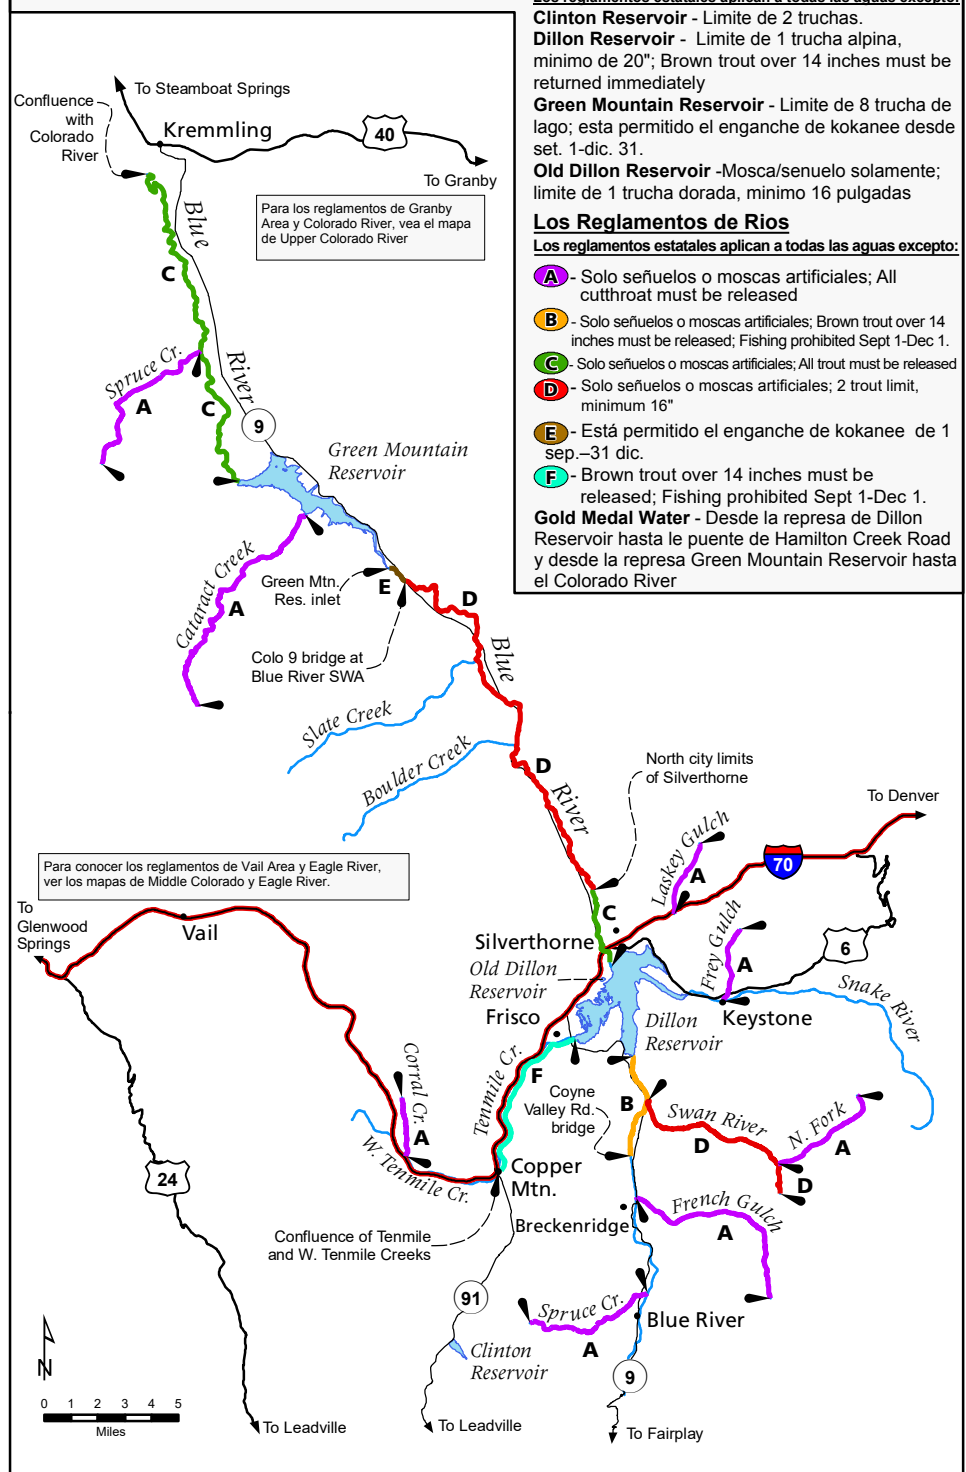 Los reglamentos estatales aplican a todas las aguas excepto:
Clinton Reservoir - Limite de 2 truchas.
Dillon Reservoir - Limite de 1 trucha alpina,
minimo de 20"; Brown trout over 14 inches must be
returned immediately
Green Mountain Reservoir - Limite de 8 trucha de
lago; esta permitido el enganche de kokanee desde
set. 1-dic. 31.
Old Dillon Reservoir -Mosca/senuelo solamente;
limite de 1 trucha dorada, minimo 16 pulgadas
Los Reglamentos de Rios
Los reglamentos estatales aplican a todas las aguas excepto:
A - Solo señuelos o moscas artificiales; All
cutthroat must be released
B - Solo señuelos o moscas artificiales; Brown trout over 14
inches must be released; Fishing prohibited Sept 1-Dec 1.
C - Solo señuelos o moscas artificiales; All trout must be released
D - Solo señuelos o moscas artificiales; 2 trout limit,
minimum 16"
E - Está permitido el enganche de kokanee de 1
sep.–31 dic.
F - Brown trout over 14 inches must be
released; Fishing prohibited Sept 1-Dec 1.
Gold Medal Water - Desde la represa de Dillon
Reservoir hasta le puente de Hamilton Creek Road
y desde la represa Green Mountain Reservoir hasta
el Colorado River
To Steamboat Springs
Confluence
with
Colorado
River
Kremmling
40
To Granby
Para los reglamentos de Granby
Area y Colorado River, vea el mapa
de Upper Colorado River
Blue
C
River
Spruce Cr.
A
C
9
Green Mountain
Reservoir
Cataract Creek
A
Green Mtn.
Res. inlet
E
D
Colo 9 bridge at
Blue River SWA
Blue
Slate Creek
Boulder Creek
D
River
North city limits
of Silverthorne
To Denver
Laskey Gulch
A
70
Para conocer los reglamentos de Vail Area y Eagle River,
ver los mapas de Middle Colorado y Eagle River.
To
Glenwood
Springs
Vail
C
Silverthorne
Frey Gulch
A
6
Old Dillon
Reservoir
Snake River
Frisco
Keystone
Dillon
Reservoir
Tenmile Cr.
F
Corral Cr.
A
Coyne
Valley Rd.
bridge
B
Swan River
D
N. Fork
A
D
W. Tenmile Cr.
24
Copper
Mtn.
French Gulch
A
Breckenridge
Confluence of Tenmile
and W. Tenmile Creeks
91
Spruce Cr.
A
Blue River
Clinton
Reservoir
9
N
0 1 2 3 4 5
Miles
To Leadville
To Leadville
To Fairplay